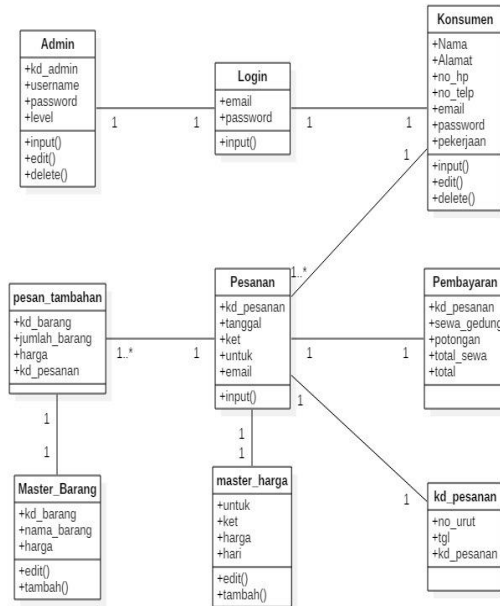 Admin
+kd_admin
+username
+password
+level
+input()
+edit()
+delete()
1
1
Login
+email
+password
+input()
1
1
Konsumen
+Nama
+Alamat
+no_hp
+no_telp
+email
+password
+pekerjaan
+input()
+edit()
+delete()
1
1..*
pesan_tambahan
+kd_barang
+jumlah_barang
+harga
+kd_pesanan
1..*
1
Pesanan
+kd_pesanan
+tanggal
+ket
+untuk
+email
+input()
1
1
Pembayaran
+kd_pesanan
+sewa_gedung
+potongan
+total_sewa
+total
1
1
1
1
1
1
Master_Barang
+kd_barang
+nama_barang
+harga
+edit()
+tambah()
master_harga
+untuk
+ket
+harga
+hari
+edit()
+tambah()
kd_pesanan
+no_urut
+tgl
+kd_pesanan